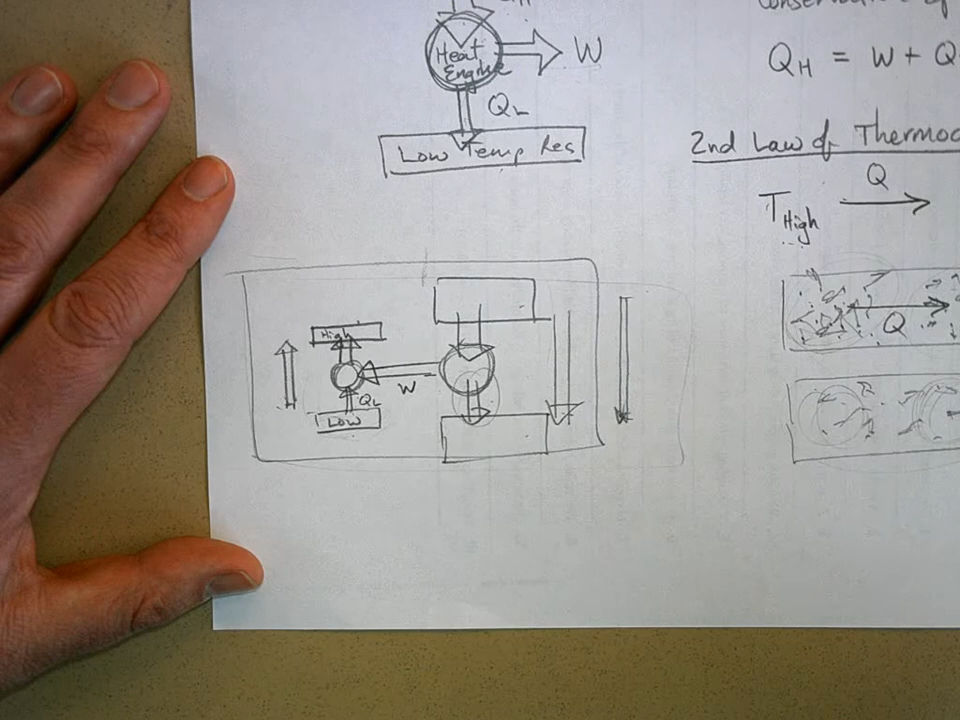 Heat
Engine
W
QL
Low Temp Res
QH = W + Q
2nd Law of Thermod
Q
THigh
High
QL
W
Low
Q